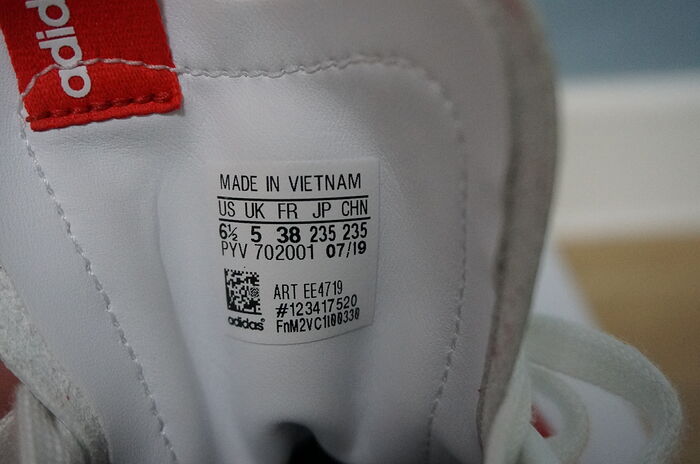 adid
MADE IN VIETNAM
US UK FR JP CHN
6½ 5 38 235 235
PYV 702001 07/19
ART EE4719
#123417520
adidas FnM2VC1I00330